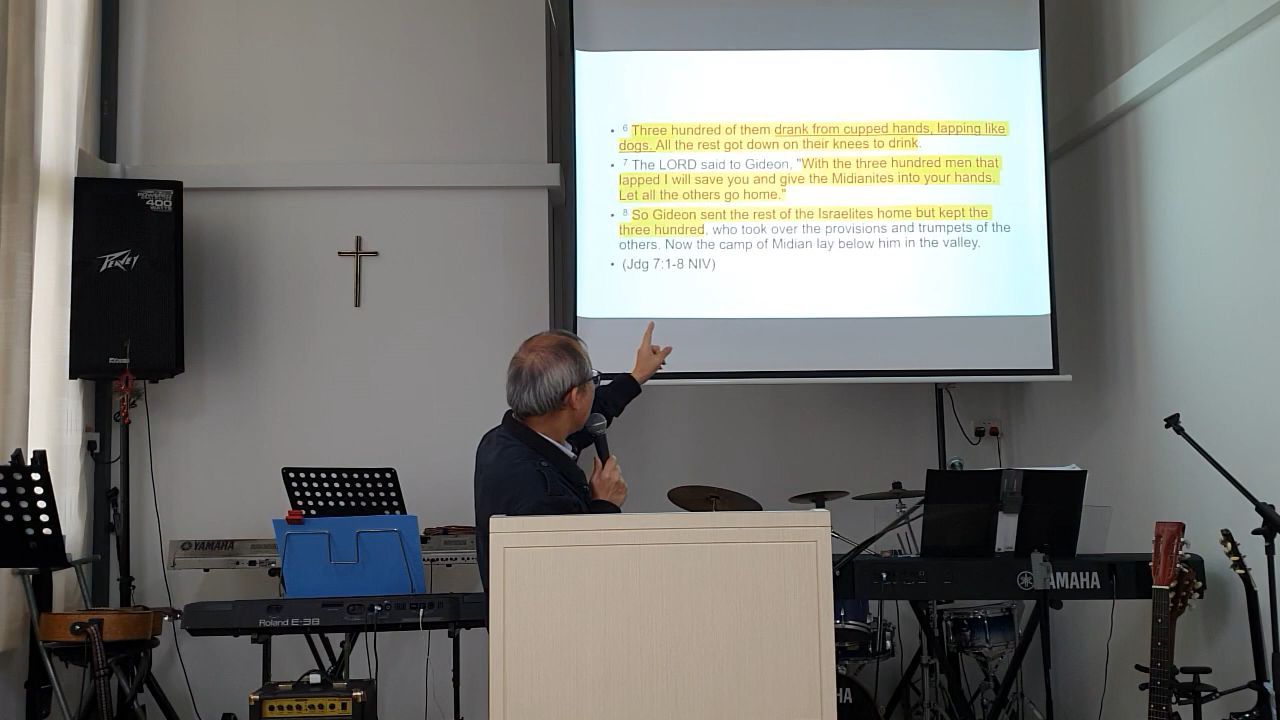 • 6 Three hundred of them drank from cupped hands, lapping like
dogs. All the rest got down on their knees to drink.
• 7 The LORD said to Gideon, "With the three hundred men that
lapped I will save you and give the Midianites into your hands.
Let all the others go home."
• 8 So Gideon sent the rest of the Israelites home but kept the
three hundred, who took over the provisions and trumpets of the
others. Now the camp of Midian lay below him in the valley.
• (Jdg 7:1-8 NIV)
400
WATTS
PEAVEY
YAMAHA
Roland E-38
YAMAHA
HA